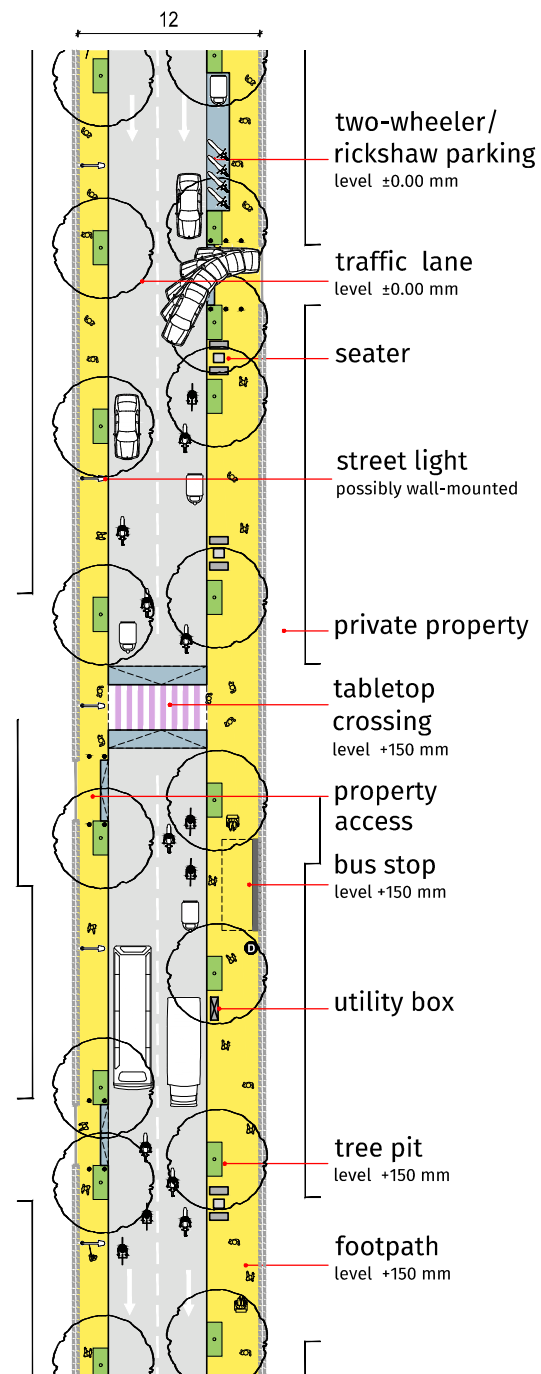 12
two-wheeler/
rickshaw parking
level ±0.00 mm
traffic lane
level ±0.00 mm
seater
street light
possibly wall-mounted
private property
tabletop
crossing
level +150 mm
property
access
bus stop
level +150 mm
D
utility box
tree pit
level +150 mm
footpath
level +150 mm